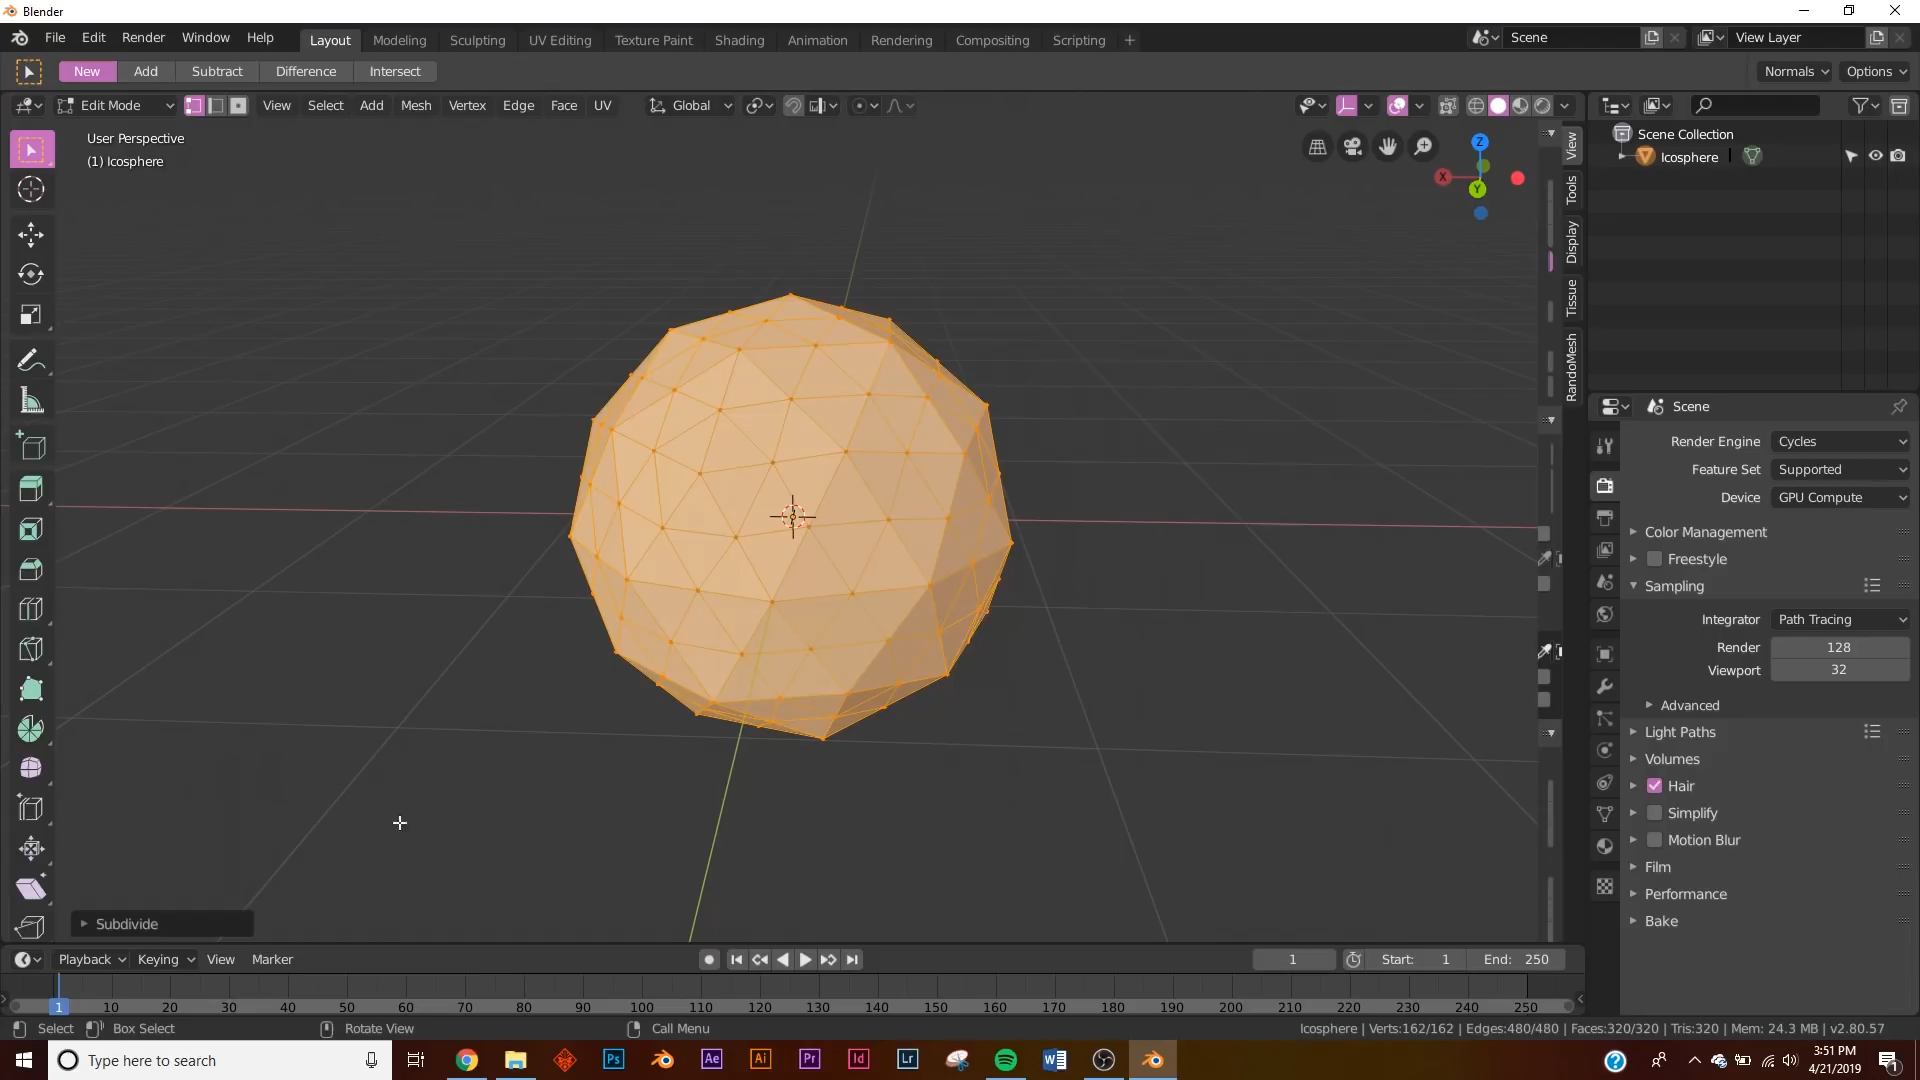 Blender
File Edit Render Window Help Layout Modeling Sculpting UV Editing Texture Paint Shading Animation Rendering Compositing Scripting + Scene View Layer
New Add Subtract Difference Intersect Normals Options
Edit Mode View Select Add Mesh Vertex Edge Face UV Global
User Perspective
(1) Icosphere
Z
X
Y
View
Tools
Display
Tissue
RandoMesh
Scene Collection
Icosphere
Scene
Render Engine Cycles
Feature Set Supported
Device GPU Compute
Color Management
Freestyle
Sampling
Integrator Path Tracing
Render 128
Viewport 32
Advanced
Light Paths
Volumes
Hair
Simplify
Motion Blur
Film
Performance
Bake
Subdivide
Playback Keying View Marker 1 Start: 1 End: 250
1 10 20 30 40 50 60 70 80 90 100 110 120 130 140 150 160 170 180 190 200 210 220 230 240 250
Select Box Select Rotate View Call Menu Icosphere | Verts:162/162 | Edges:480/480 | Faces:320/320 | Tris:320 | Mem: 24.3 MB | v2.80.57
Type here to search Ps Ae Ai Pr Id Lr 3:51 PM
4/21/2019
1